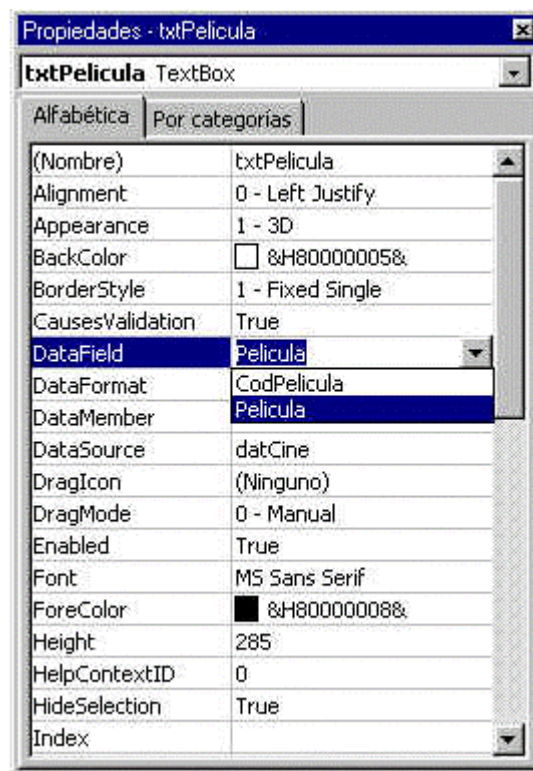 Propiedades - txtPelicula
txtPelicula TextBox
Alfabética Por categorías
(Nombre) txtPelicula
Alignment 0 - Left Justify
Appearance 1 - 3D
BackColor &H80000005&
BorderStyle 1 - Fixed Single
CausesValidation True
DataField Pelicula
DataFormat CodPelicula
DataMember Pelicula
DataSource datCine
DragIcon (Ninguno)
DragMode 0 - Manual
Enabled True
Font MS Sans Serif
ForeColor &H80000008&
Height 285
HelpContextID 0
HideSelection True
Index